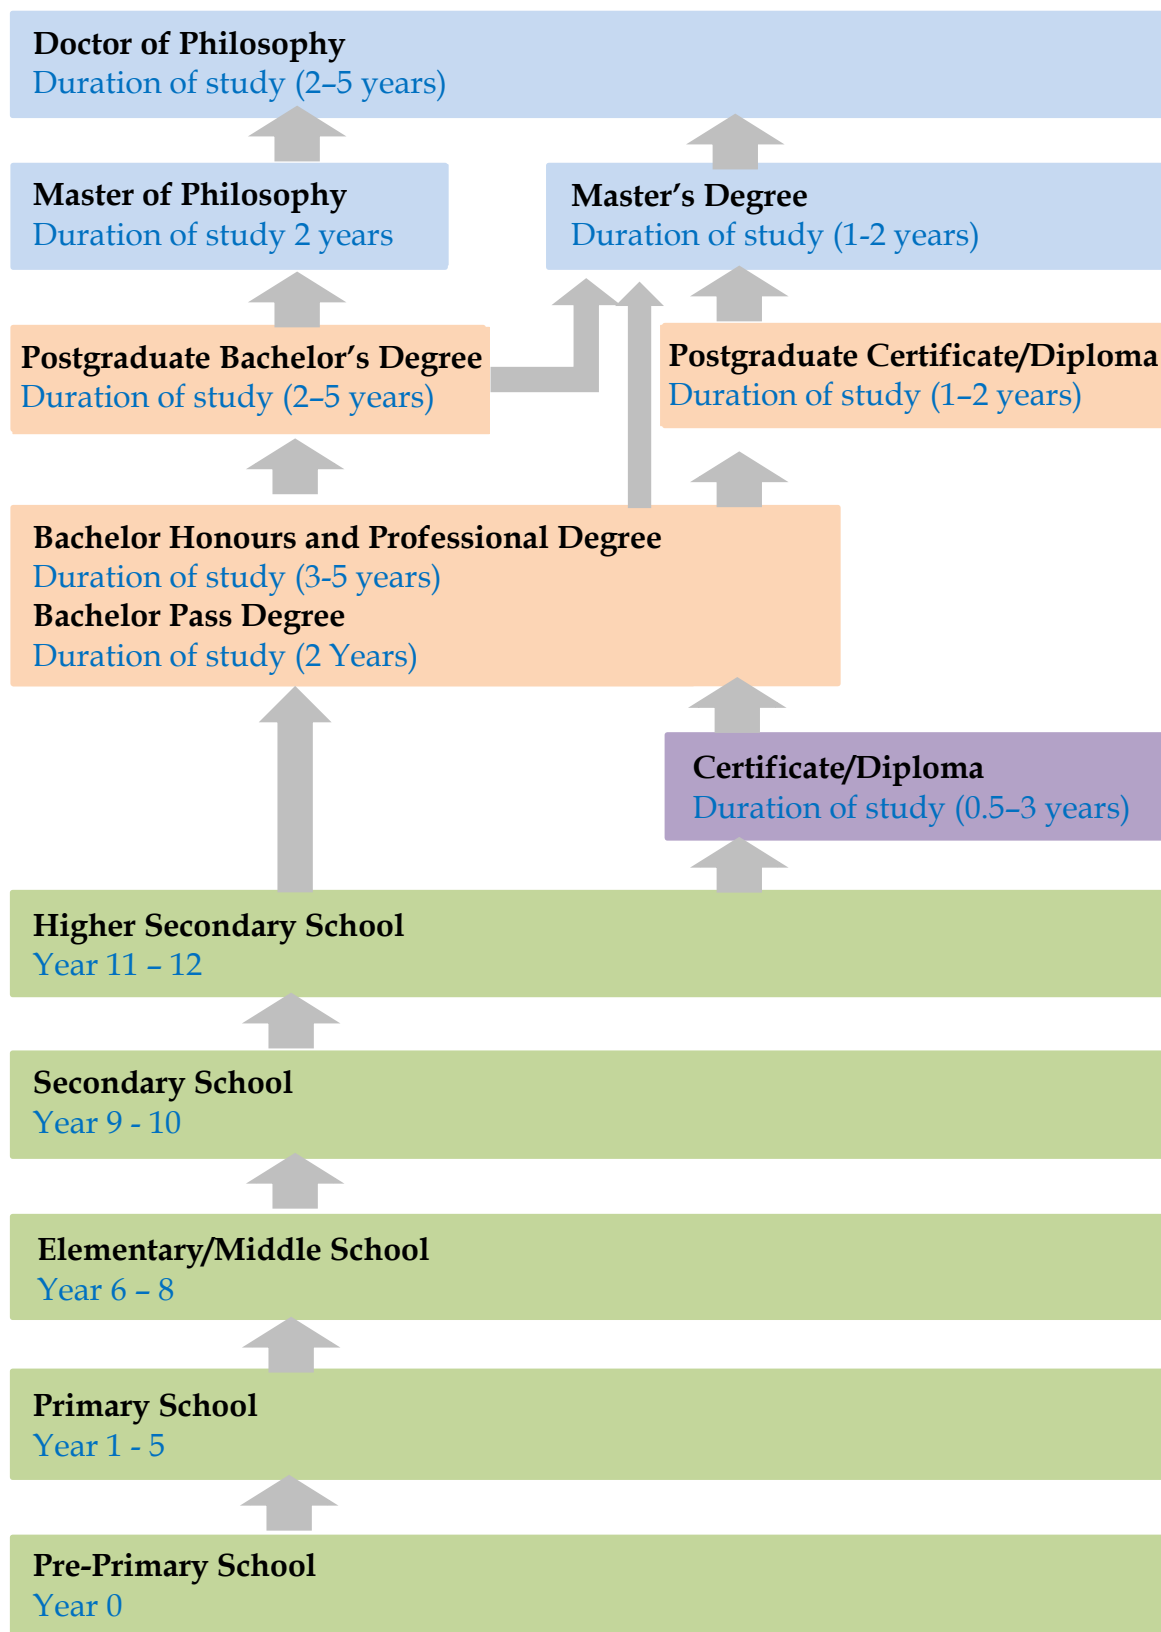 Doctor of Philosophy
Duration of study (2–5 years)
Master of Philosophy
Duration of study 2 years
Master’s Degree
Duration of study (1-2 years)
Postgraduate Bachelor’s Degree
Duration of study (2–5 years)
Postgraduate Certificate/Diploma
Duration of study (1–2 years)
Bachelor Honours and Professional Degree
Duration of study (3-5 years)
Bachelor Pass Degree
Duration of study (2 Years)
Certificate/Diploma
Duration of study (0.5–3 years)
Higher Secondary School
Year 11 – 12
Secondary School
Year 9 - 10
Elementary/Middle School
Year 6 – 8
Primary School
Year 1 - 5
Pre-Primary School
Year 0